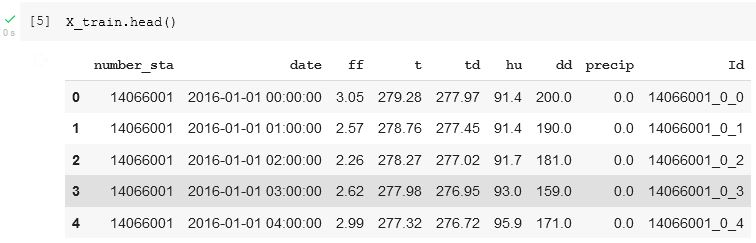 [5] X_train.head()
0s
number_sta date ff t td hu dd precip Id
0 14066001 2016-01-01 00:00:00 3.05 279.28 277.97 91.4 200.0 0.0 14066001_0_0
1 14066001 2016-01-01 01:00:00 2.57 278.76 277.45 91.4 190.0 0.0 14066001_0_1
2 14066001 2016-01-01 02:00:00 2.26 278.27 277.02 91.7 181.0 0.0 14066001_0_2
3 14066001 2016-01-01 03:00:00 2.62 277.98 276.95 93.0 159.0 0.0 14066001_0_3
4 14066001 2016-01-01 04:00:00 2.99 277.32 276.72 95.9 171.0 0.0 14066001_0_4